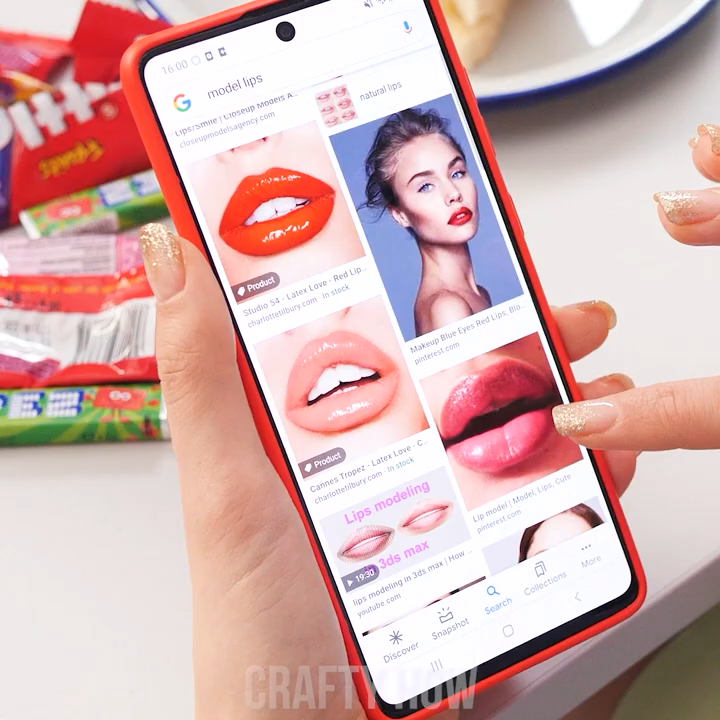 16:00
model lips
Lips/Smile | Closeup Models A...
closeupmodelsagency.com
natural lips
Product
Studio 54 - Latex Love - Red Lip...
charlottetilbury.com · In stock
Makeup Blue Eyes Red Lips, Blo...
pinterest.com
Product
Cannes Tropez - Latex Love - C...
charlottetilbury.com · In stock
Lip model | Model, Lips, Cute
pinterest.com
Lips modeling
3ds max
19:30
lips modeling in 3ds max | How ...
youtube.com
Discover
Snapshot
Search
Collections
More
Fruits
PEZ
CRAFTY HOW